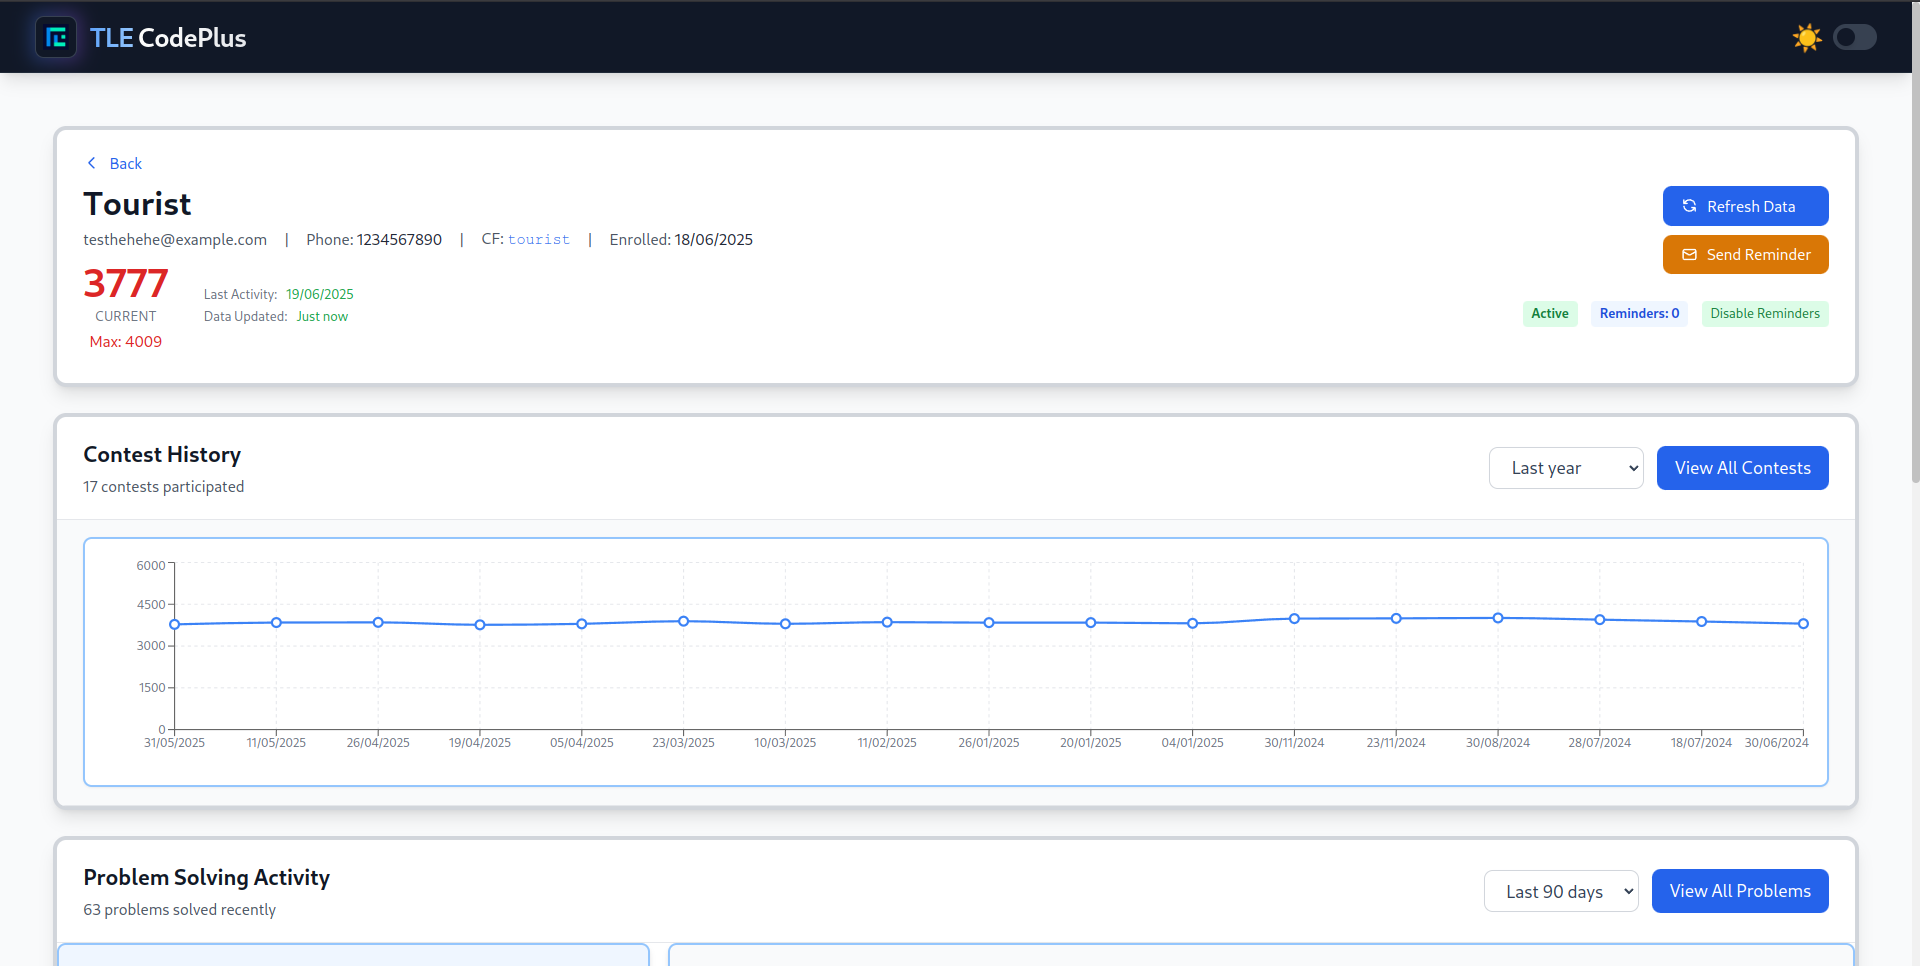 TLE CodePlus
Back
Tourist
testhehehe@example.com | Phone: 1234567890 | CF: tourist | Enrolled: 18/06/2025
Refresh Data
Send Reminder
3777
CURRENT
Max: 4009
Last Activity: 19/06/2025
Data Updated: Just now
Active Reminders: 0 Disable Reminders
Contest History
17 contests participated
Last year View All Contests
6000
4500
3000
1500
0
31/05/2025 11/05/2025 26/04/2025 19/04/2025 05/04/2025 23/03/2025 10/03/2025 11/02/2025 26/01/2025 20/01/2025 04/01/2025 30/11/2024 23/11/2024 30/08/2024 28/07/2024 18/07/2024 30/06/2024
Problem Solving Activity
63 problems solved recently
Last 90 days View All Problems